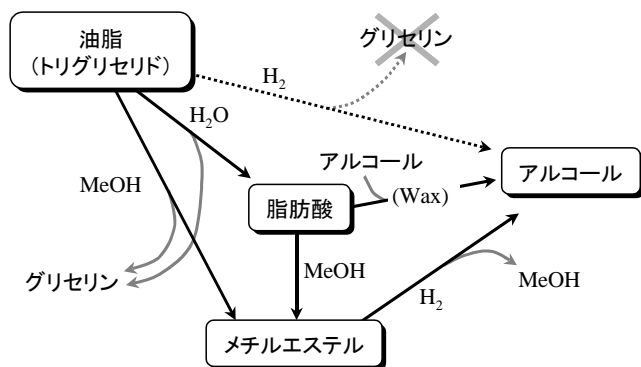 油脂
(トリグリセリド)
グリセリン
H₂
H₂O
アルコール
アルコール
MeOH
(Wax)
脂肪酸
グリセリン
MeOH
H₂
MeOH
メチルエステル